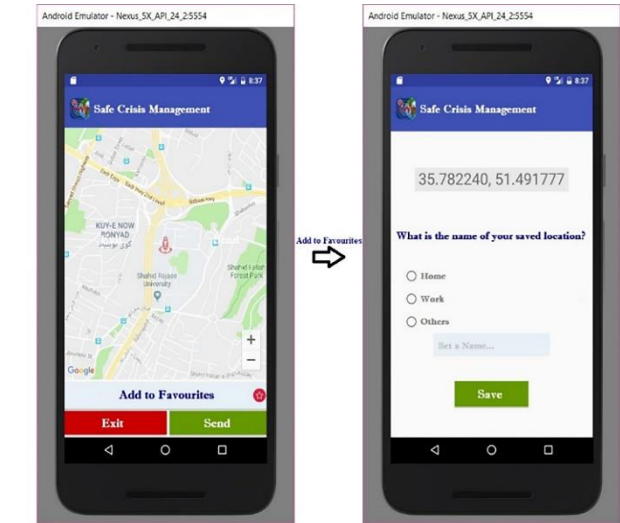 Android Emulator - Nexus_5X_API_24_2:5554
8:37
Safe Crisis Management
KUY-E NOW
BONYAD
کوی نوبنیاد
Shahid Rajaee
University
Forest Park
Google
+
−
Add to Favourites
Exit
Send
Add to Favourites
Android Emulator - Nexus_5X_API_24_2:5554
8:37
Safe Crisis Management
35.782240, 51.491777
What is the name of your saved location?
Home
Work
Others
Set a Name...
Save